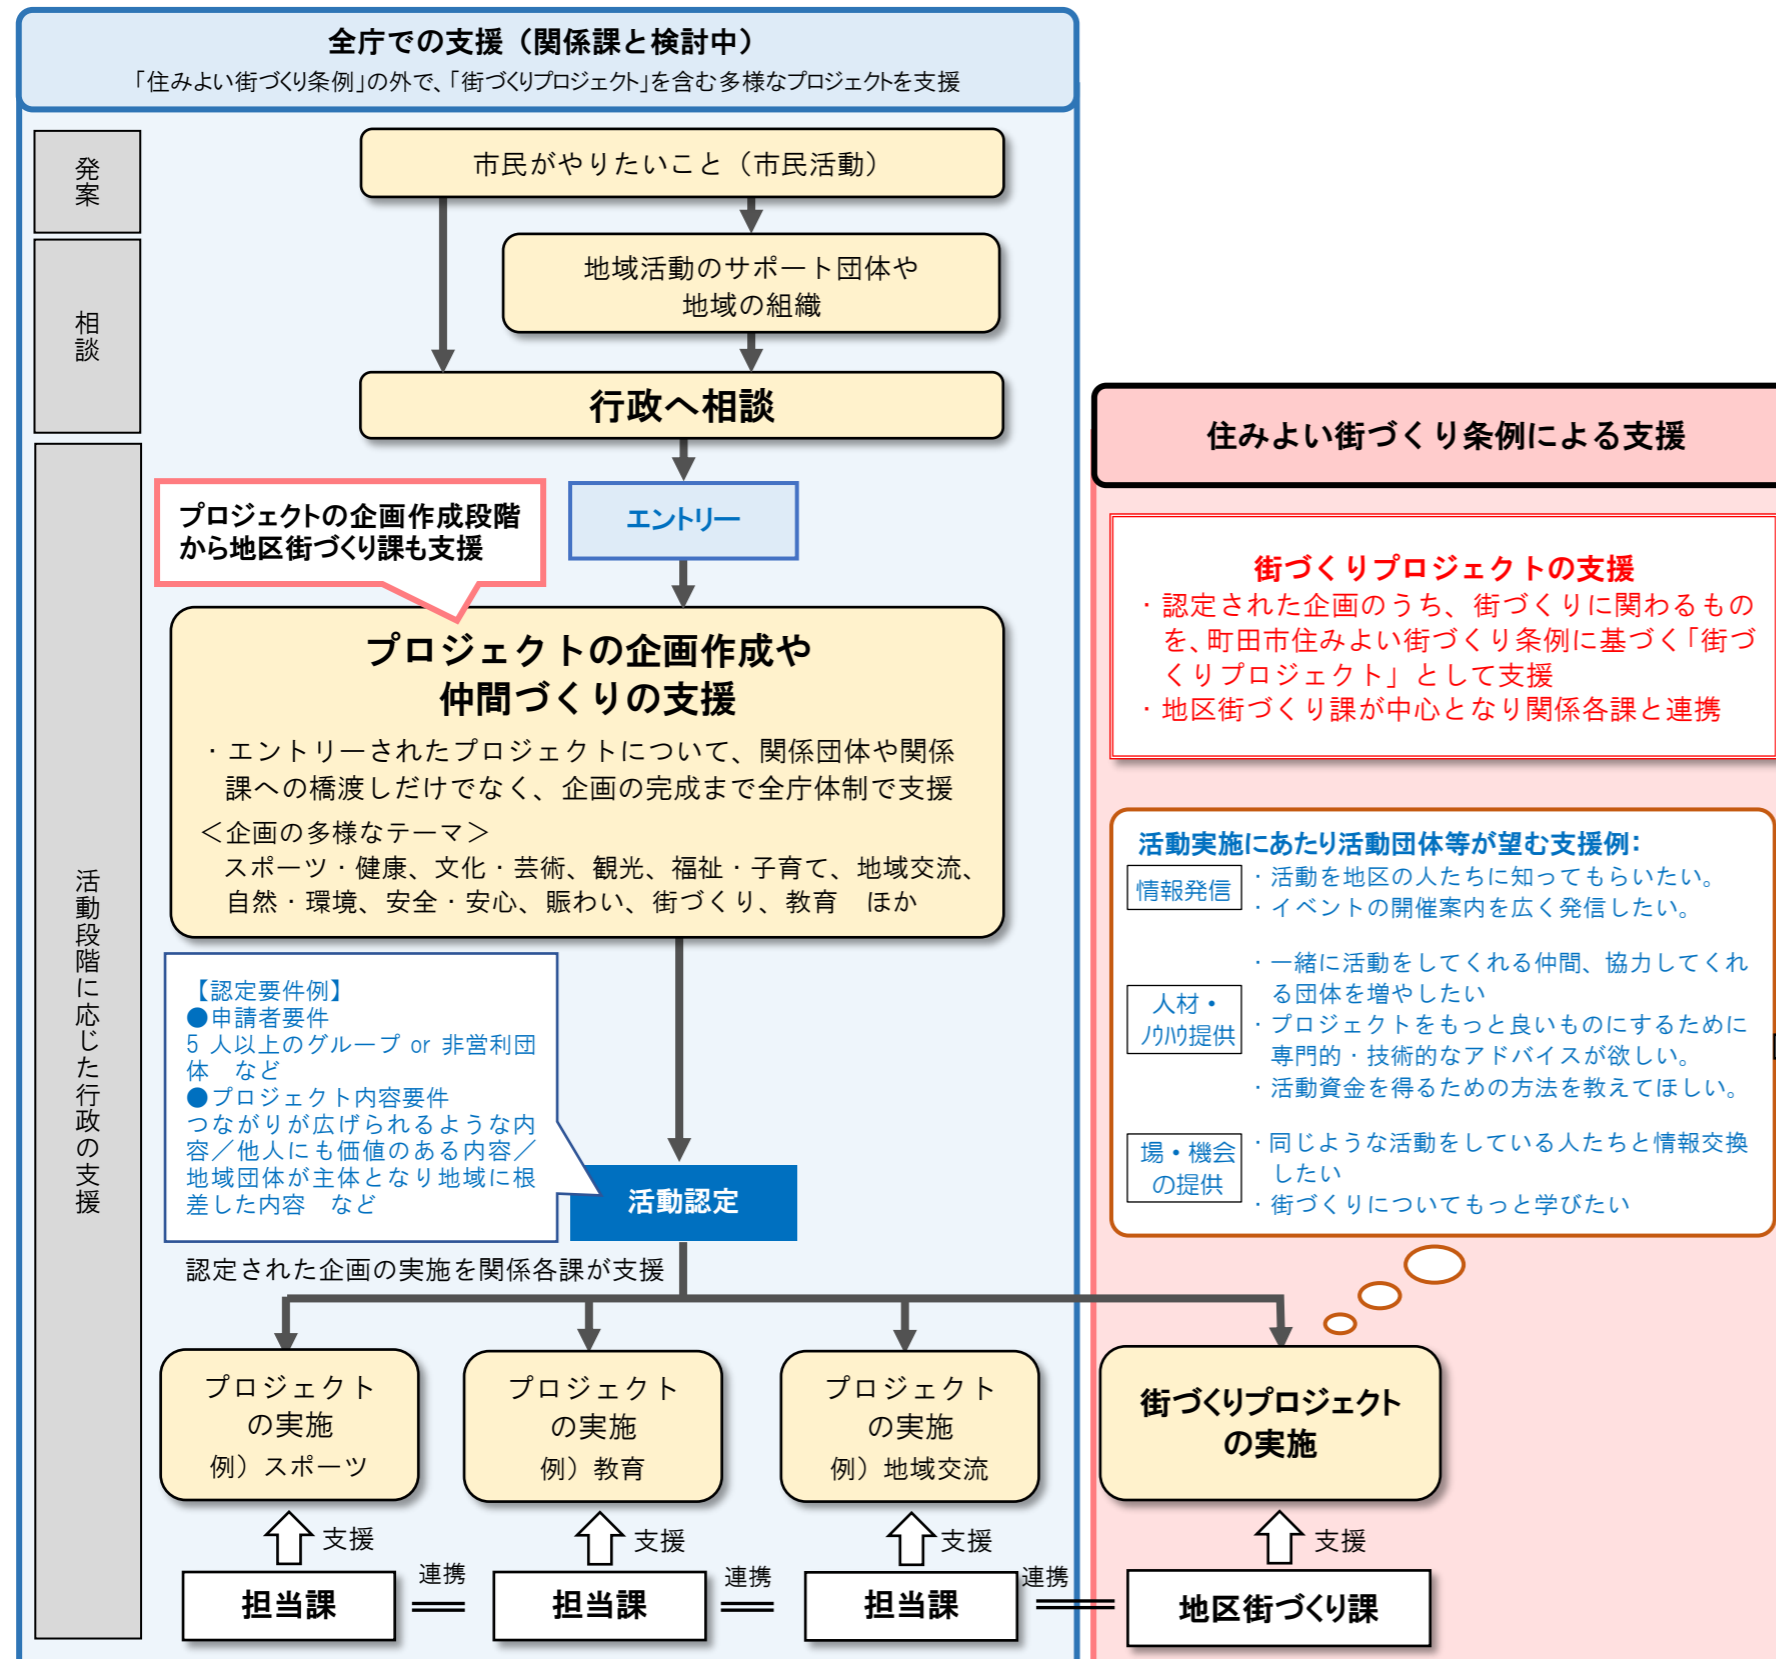 全庁での支援（関係課と検討中）
「住みよい街づくり条例」の外で、「街づくりプロジェクト」を含む多様なプロジェクトを支援
発案
市民がやりたいこと（市民活動）
相談
地域活動のサポート団体や
地域の組織
行政へ相談
活動段階に応じた行政の支援
エントリー
プロジェクトの企画作成段階
から地区街づくり課も支援
プロジェクトの企画作成や
仲間づくりの支援
・エントリーされたプロジェクトについて、関係団体や関係
課への橋渡しだけでなく、企画の完成まで全庁体制で支援
＜企画の多様なテーマ＞
スポーツ・健康、文化・芸術、観光、福祉・子育て、地域交流、
自然・環境、安全・安心、賑わい、街づくり、教育　ほか
【認定要件例】
●申請者要件
5 人以上のグループ or 非営利団
体　など
●プロジェクト内容要件
つながりが広げられるような内
容／他人にも価値のある内容／
地域団体が主体となり地域に根
差した内容　など
活動認定
認定された企画の実施を関係各課が支援
プロジェクト
の実施
例）スポーツ
プロジェクト
の実施
例）教育
プロジェクト
の実施
例）地域交流
支援
支援
支援
担当課
連携
担当課
連携
担当課
連携
住みよい街づくり条例による支援
街づくりプロジェクトの支援
・認定された企画のうち、街づくりに関わるもの
を、町田市住みよい街づくり条例に基づく「街づ
くりプロジェクト」として支援
・地区街づくり課が中心となり関係各課と連携
活動実施にあたり活動団体等が望む支援例：
情報発信
・活動を地区の人たちに知ってもらいたい。
・イベントの開催案内を広く発信したい。
人材・
ﾉｳﾊｳ提供
・一緒に活動をしてくれる仲間、協力してくれ
る団体を増やしたい
・プロジェクトをもっと良いものにするために
専門的・技術的なアドバイスが欲しい。
・活動資金を得るための方法を教えてほしい。
場・機会
の提供
・同じような活動をしている人たちと情報交換
したい
・街づくりについてもっと学びたい
街づくりプロジェクト
の実施
支援
地区街づくり課